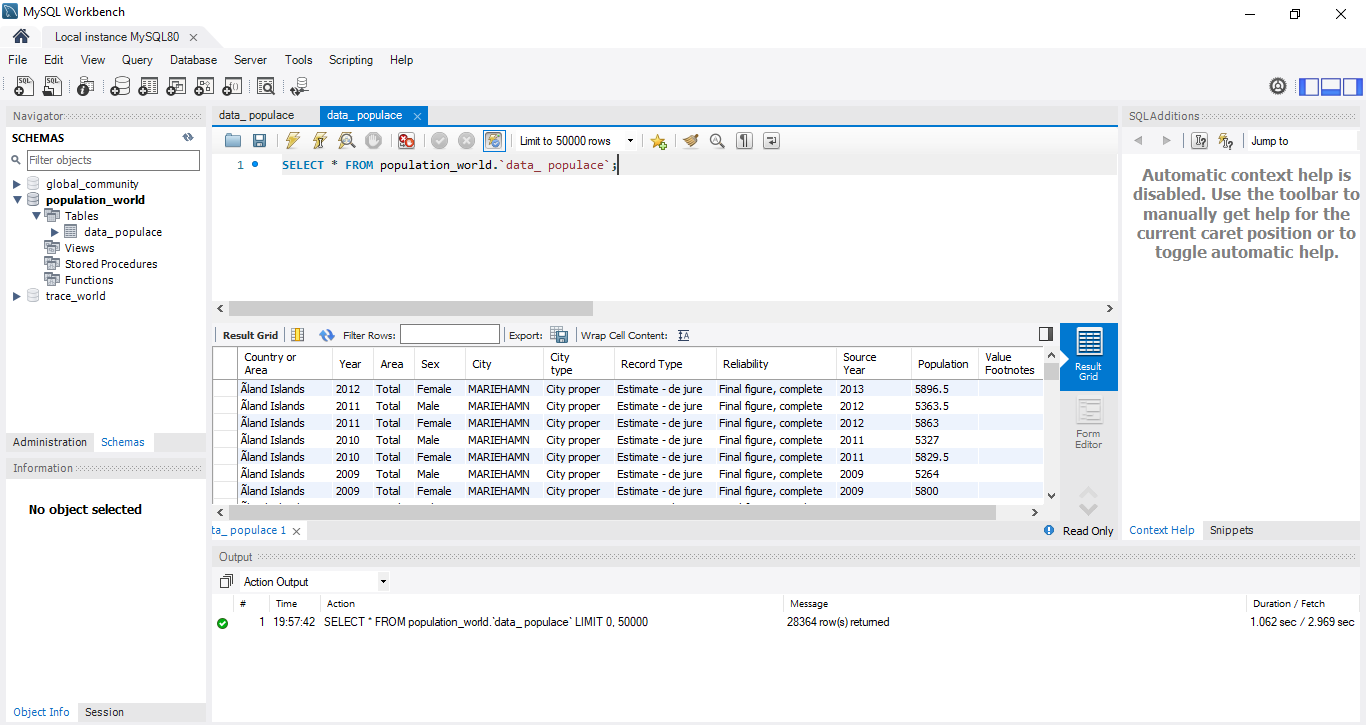 MySQL Workbench
Local instance MySQL80
File Edit View Query Database Server Tools Scripting Help
Navigator
SCHEMAS
Filter objects
global_community
population_world
Tables
data_ populace
Views
Stored Procedures
Functions
trace_world
Administration Schemas
Information
No object selected
Object Info Session
data_ populace data_ populace
Limit to 50000 rows
1 SELECT * FROM population_world.`data_ populace`;
Result Grid Filter Rows: Export: Wrap Cell Content:
Country or Area Year Area Sex City City type Record Type Reliability Source Year Population Value Footnotes
Ãland Islands 2012 Total Female MARIEHAMN City proper Estimate - de jure Final figure, complete 2013 5896.5
Ãland Islands 2011 Total Male MARIEHAMN City proper Estimate - de jure Final figure, complete 2012 5363.5
Ãland Islands 2011 Total Female MARIEHAMN City proper Estimate - de jure Final figure, complete 2012 5863
Ãland Islands 2010 Total Male MARIEHAMN City proper Estimate - de jure Final figure, complete 2011 5327
Ãland Islands 2010 Total Female MARIEHAMN City proper Estimate - de jure Final figure, complete 2011 5829.5
Ãland Islands 2009 Total Male MARIEHAMN City proper Estimate - de jure Final figure, complete 2009 5264
Ãland Islands 2009 Total Female MARIEHAMN City proper Estimate - de jure Final figure, complete 2009 5800
Result
Grid
Form
Editor
ta_ populace 1
Read Only
SQLAdditions
Jump to
Automatic context help is
disabled. Use the toolbar to
manually get help for the
current caret position or to
toggle automatic help.
Context Help Snippets
Output
Action Output
# Time Action Message Duration / Fetch
1 19:57:42 SELECT * FROM population_world.`data_ populace` LIMIT 0, 50000 28364 row(s) returned 1.062 sec / 2.969 sec